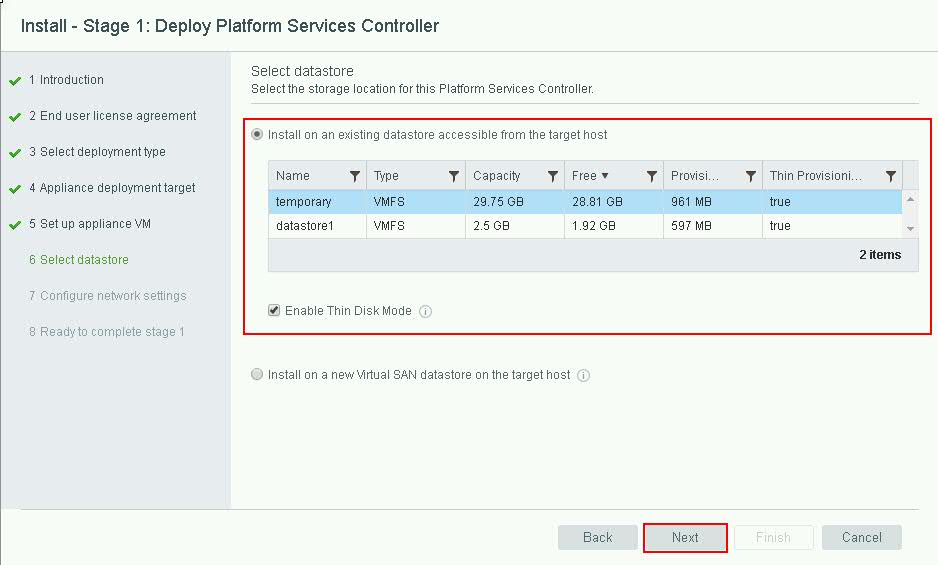 Install - Stage 1: Deploy Platform Services Controller
1 Introduction
2 End user license agreement
3 Select deployment type
4 Appliance deployment target
5 Set up appliance VM
6 Select datastore
7 Configure network settings
8 Ready to complete stage 1
Select datastore
Select the storage location for this Platform Services Controller.
Install on an existing datastore accessible from the target host
Name Type Capacity Free Provisi... Thin Provisioni...
temporary VMFS 29.75 GB 28.81 GB 961 MB true
datastore1 VMFS 2.5 GB 1.92 GB 597 MB true
2 items
Enable Thin Disk Mode
Install on a new Virtual SAN datastore on the target host
Back Next Finish Cancel